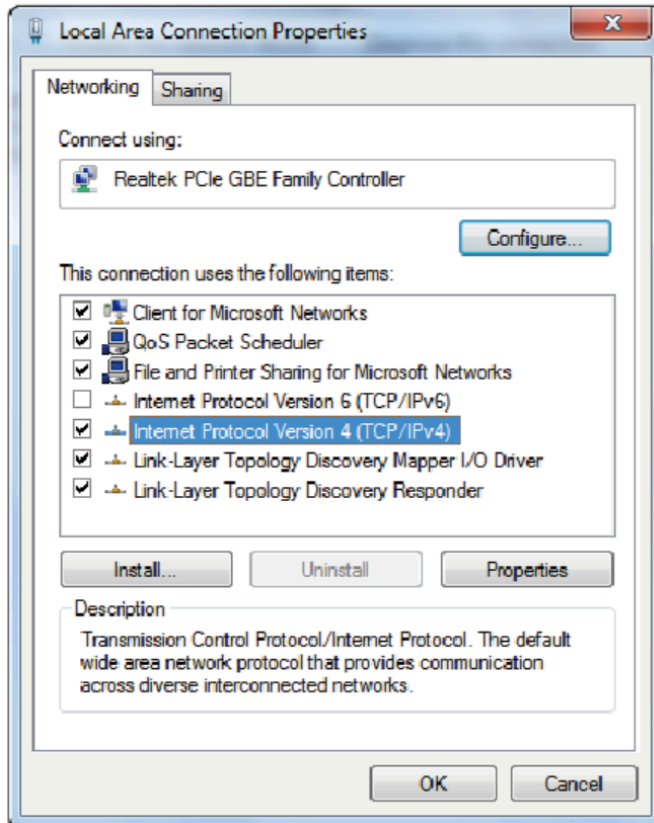 Local Area Connection Properties
Networking
Sharing
Connect using:
Realtek PCIe GBE Family Controller
Configure...
This connection uses the following items:
Client for Microsoft Networks
QoS Packet Scheduler
File and Printer Sharing for Microsoft Networks
Internet Protocol Version 6 (TCP/IPv6)
Internet Protocol Version 4 (TCP/IPv4)
Link-Layer Topology Discovery Mapper I/O Driver
Link-Layer Topology Discovery Responder
Install...
Uninstall
Properties
Description
Transmission Control Protocol/Internet Protocol. The default
wide area network protocol that provides communication
across diverse interconnected networks.
OK
Cancel